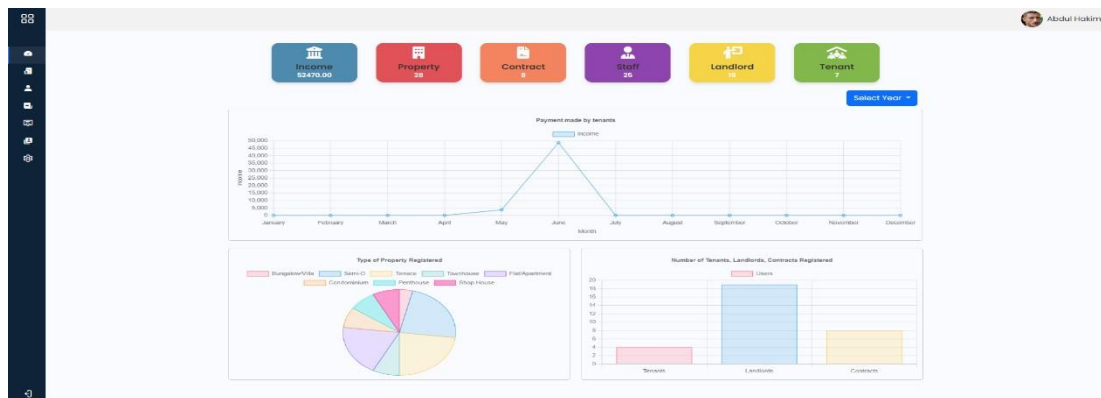 Abdul Hakim
Income
52470.00
Property
28
Contract
8
Staff
25
Landlord
Tenant
7
Select Year
Payment made by tenants
Income
50,000
45,000
40,000
35,000
30,000
25,000
20,000
15,000
10,000
5,000
0
January February March April May June July August September October November December
Month
Type of Property Registered
Bungalow/Villa Semi-D Terrace Townhouse Flat/Apartment
Condominium Penthouse Shop House
Number of Tenants, Landlords, Contracts Registered
Users
20
18
16
14
12
10
8
6
4
2
0
Tenants Landlords Contracts